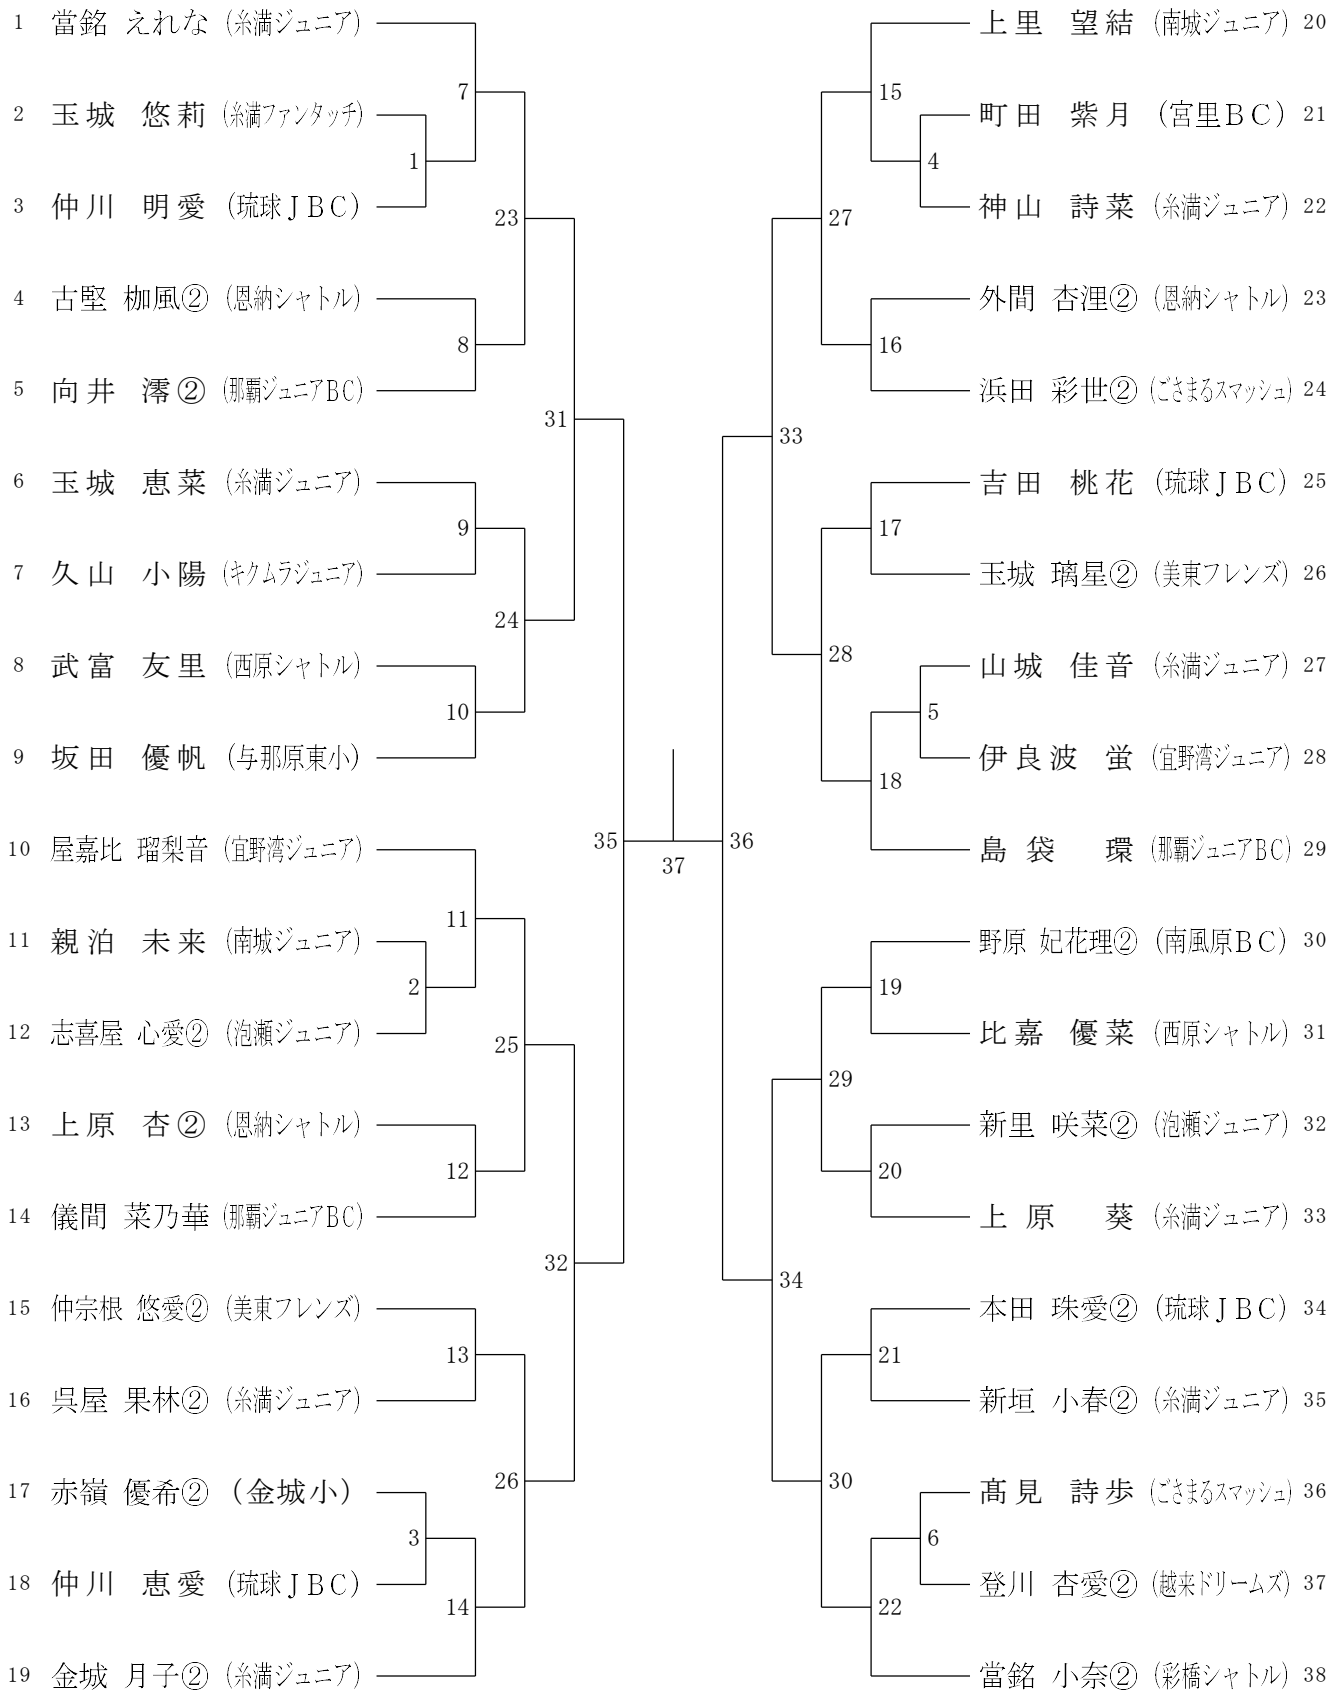 1 當銘 えれな (糸満ジュニア)
2 玉城 悠莉 (糸満ファンタッチ)
3 仲川 明愛 (琉球ＪＢＣ)
4 古堅 枷風② (恩納シャトル)
5 向井 澪② (那覇ジュニアBC)
6 玉城 恵菜 (糸満ジュニア)
7 久山 小陽 (キクムラジュニア)
8 武富 友里 (西原シャトル)
9 坂田 優帆 (与那原東小)
10 屋嘉比 瑠梨音 (宜野湾ジュニア)
11 親泊 未来 (南城ジュニア)
12 志喜屋 心愛② (泡瀬ジュニア)
13 上原 杏② (恩納シャトル)
14 儀間 菜乃華 (那覇ジュニアBC)
15 仲宗根 悠愛② (美東フレンズ)
16 呉屋 果林② (糸満ジュニア)
17 赤嶺 優希② (金城小)
18 仲川 恵愛 (琉球ＪＢＣ)
19 金城 月子② (糸満ジュニア)
1
2
3
7
8
9
10
11
12
13
14
23
24
25
26
31
32
35
37
36
33
34
27
28
29
30
15
16
17
18
19
20
21
22
4
5
6
上里 望結 (南城ジュニア) 20
町田 紫月 (宮里ＢＣ) 21
神山 詩菜 (糸満ジュニア) 22
外間 杏浬② (恩納シャトル) 23
浜田 彩世② (ごさまるスマッシュ) 24
吉田 桃花 (琉球ＪＢＣ) 25
玉城 璃星② (美東フレンズ) 26
山城 佳音 (糸満ジュニア) 27
伊良波 蛍 (宜野湾ジュニア) 28
島袋 環 (那覇ジュニアBC) 29
野原 妃花理② (南風原ＢＣ) 30
比嘉 優菜 (西原シャトル) 31
新里 咲菜② (泡瀬ジュニア) 32
上原 葵 (糸満ジュニア) 33
本田 珠愛② (琉球ＪＢＣ) 34
新垣 小春② (糸満ジュニア) 35
髙見 詩歩 (ごさまるスマッシュ) 36
登川 杏愛② (越来ドリームズ) 37
當銘 小奈② (彩橋シャトル) 38